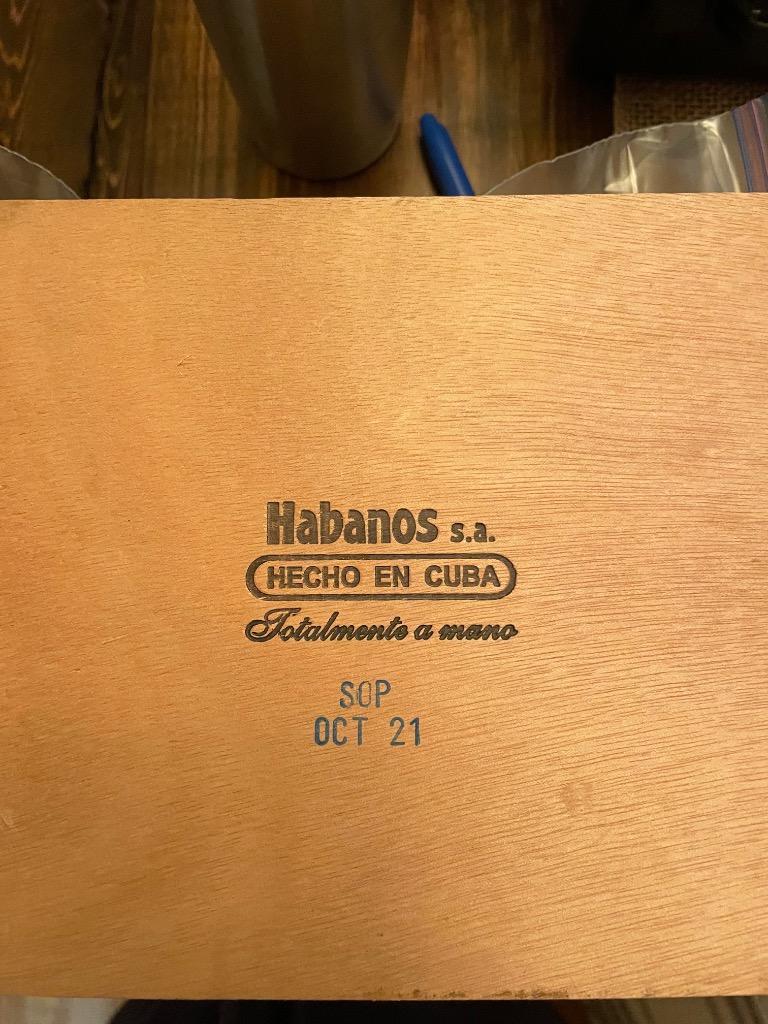 Habanos s.a.
HECHO EN CUBA
Totalmente a mano
SOP
OCT 21